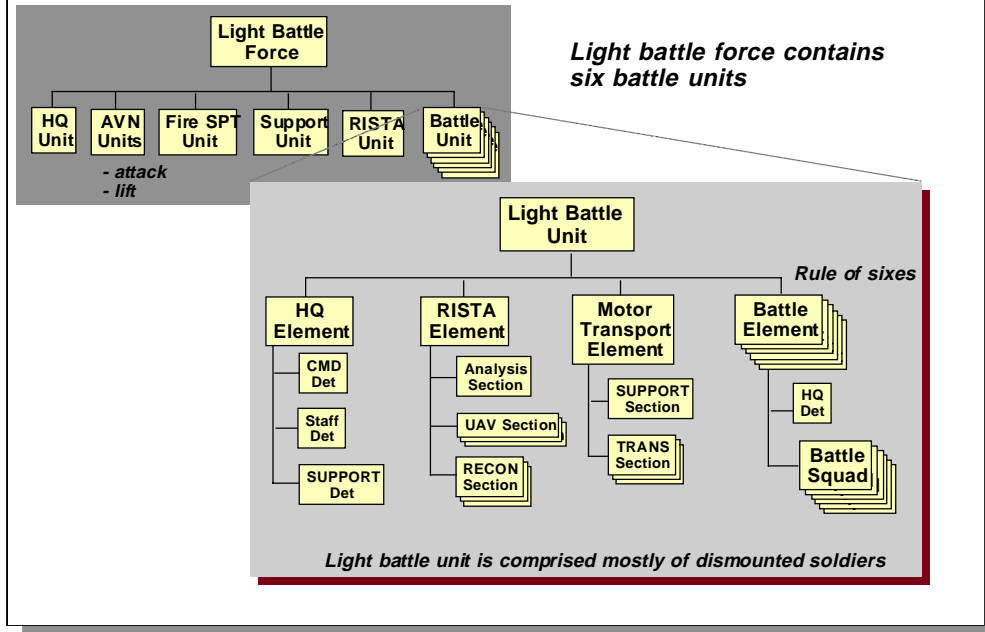 Light Battle
Force
Light battle force contains
six battle units
HQ
Unit
AVN
Units
Fire SPT
Unit
Support
Unit
RISTA
Unit
Battle
Unit
- attack
- lift
Light Battle
Unit
Rule of sixes
HQ
Element
RISTA
Element
Motor
Transport
Element
Battle
Element
CMD
Det
Staff
Det
SUPPORT
Det
Analysis
Section
UAV Section
RECON
Section
SUPPORT
Section
TRANS
Section
HQ
Det
Battle
Squad
Light battle unit is comprised mostly of dismounted soldiers